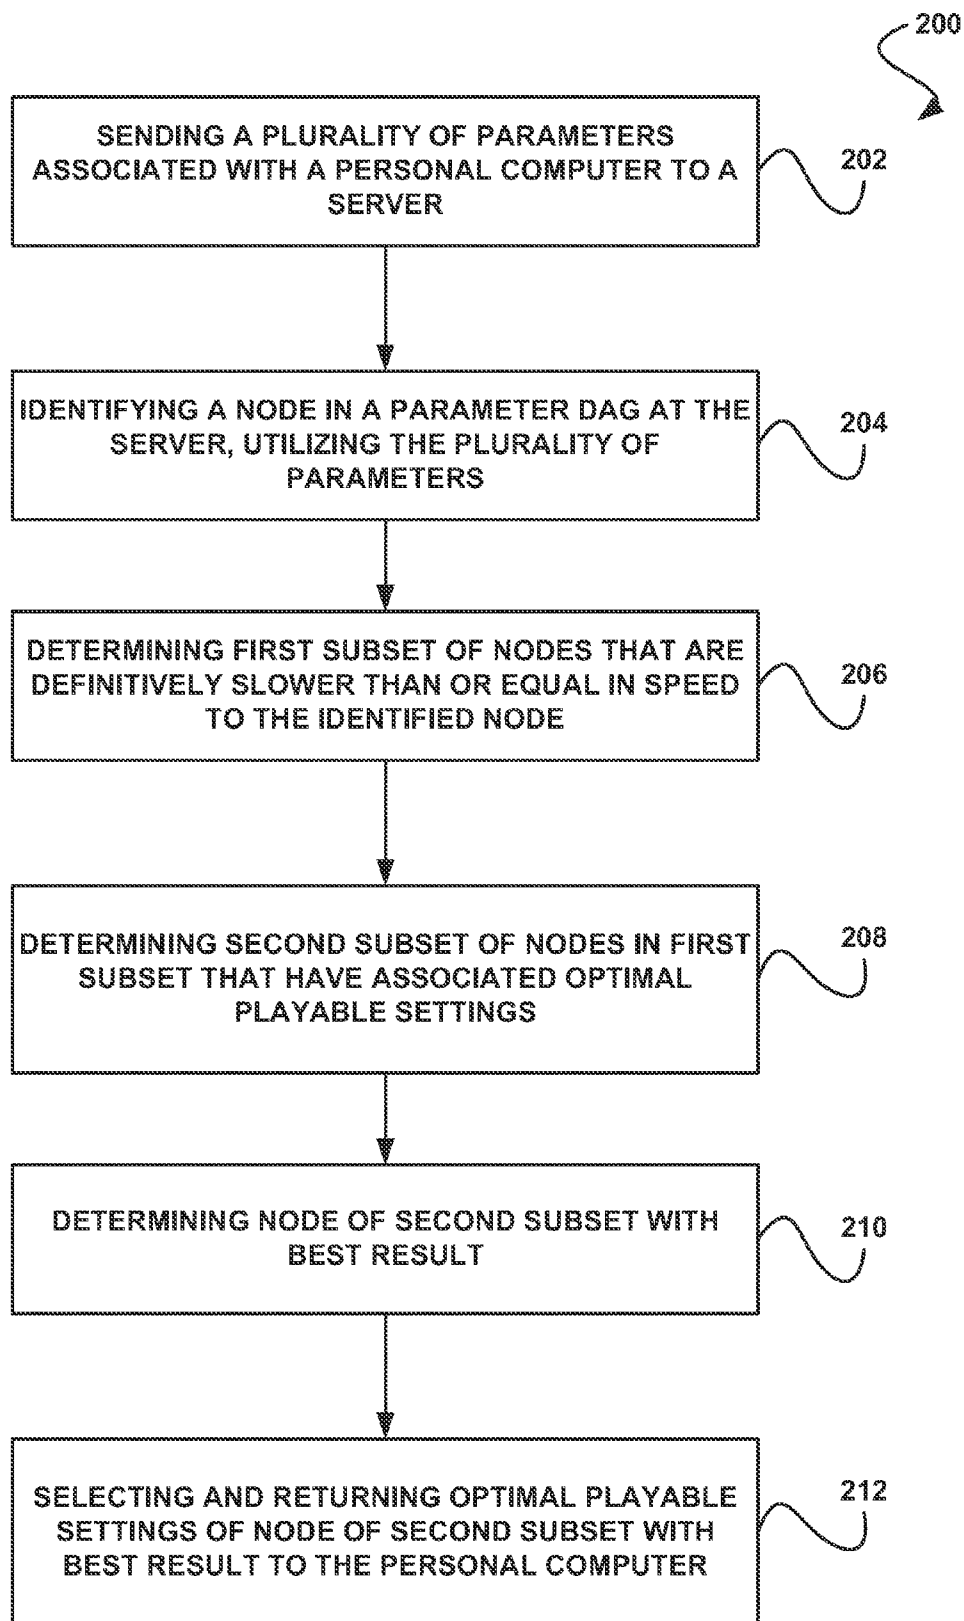 200
SENDING A PLURALITY OF PARAMETERS
ASSOCIATED WITH A PERSONAL COMPUTER TO A
SERVER
202
IDENTIFYING A NODE IN A PARAMETER DAG AT THE
SERVER, UTILIZING THE PLURALITY OF
PARAMETERS
204
DETERMINING FIRST SUBSET OF NODES THAT ARE
DEFINITIVELY SLOWER THAN OR EQUAL IN SPEED
TO THE IDENTIFIED NODE
206
DETERMINING SECOND SUBSET OF NODES IN FIRST
SUBSET THAT HAVE ASSOCIATED OPTIMAL
PLAYABLE SETTINGS
208
DETERMINING NODE OF SECOND SUBSET WITH
BEST RESULT
210
SELECTING AND RETURNING OPTIMAL PLAYABLE
SETTINGS OF NODE OF SECOND SUBSET WITH
BEST RESULT TO THE PERSONAL COMPUTER
212